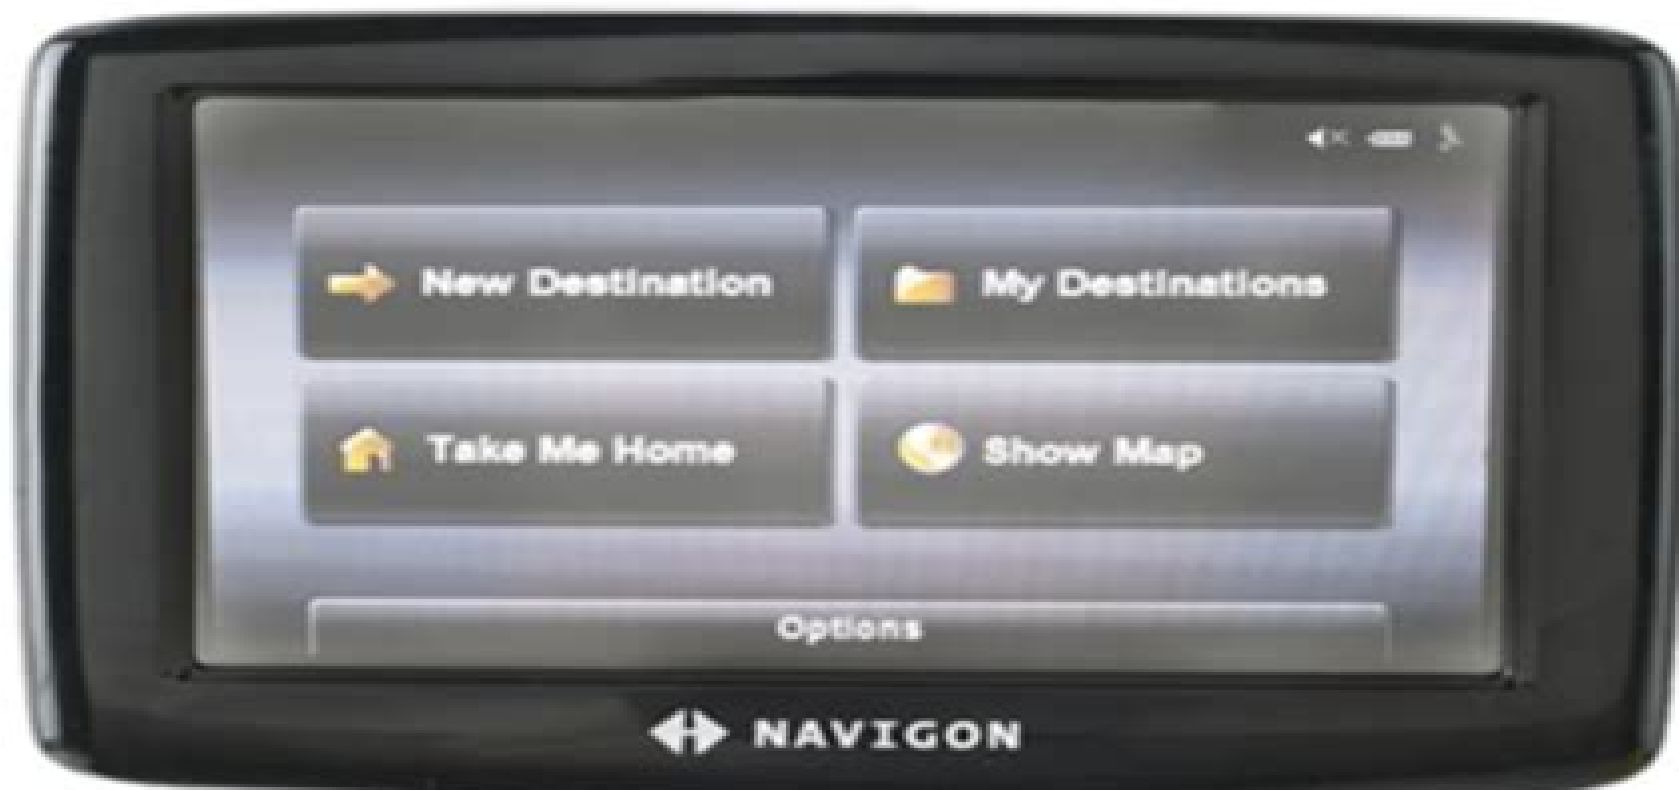 New Destination
My Destinations
Take Me Home
Show Map
Options
NAVIGON